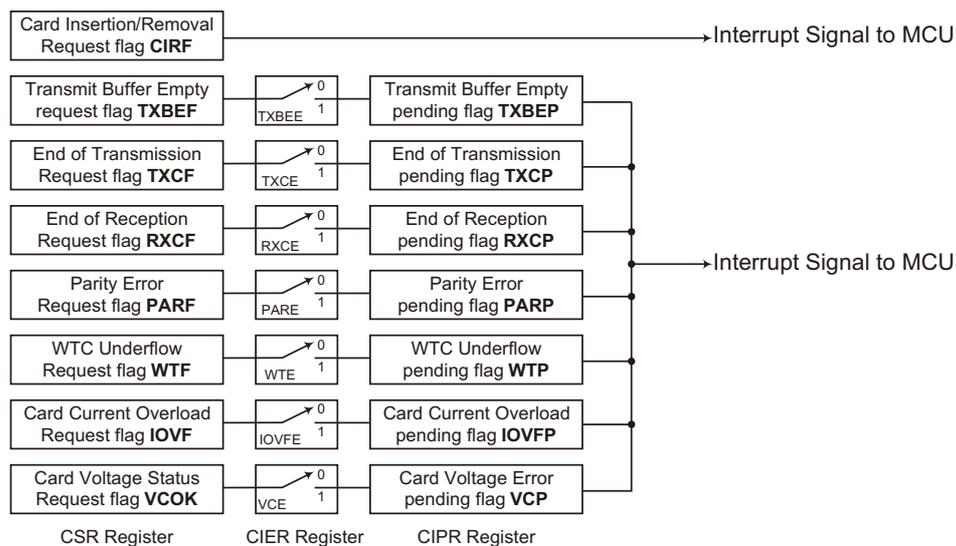 Card Insertion/Removal
Request flag CIRF
Interrupt Signal to MCU
Transmit Buffer Empty
request flag TXBEF
0
1
TXBEE
Transmit Buffer Empty
pending flag TXBEP
End of Transmission
Request flag TXCF
0
1
TXCE
End of Transmission
pending flag TXCP
End of Reception
Request flag RXCF
0
1
RXCE
End of Reception
pending flag RXCP
Interrupt Signal to MCU
Parity Error
Request flag PARF
0
1
PARE
Parity Error
pending flag PARP
WTC Underflow
Request flag WTF
0
1
WTE
WTC Underflow
pending flag WTP
Card Current Overload
Request flag IOVF
0
1
IOVFE
Card Current Overload
pending flag IOVFP
Card Voltage Status
Request flag VCOK
0
1
VCE
Card Voltage Error
pending flag VCP
CSR Register
CIER Register
CIPR Register